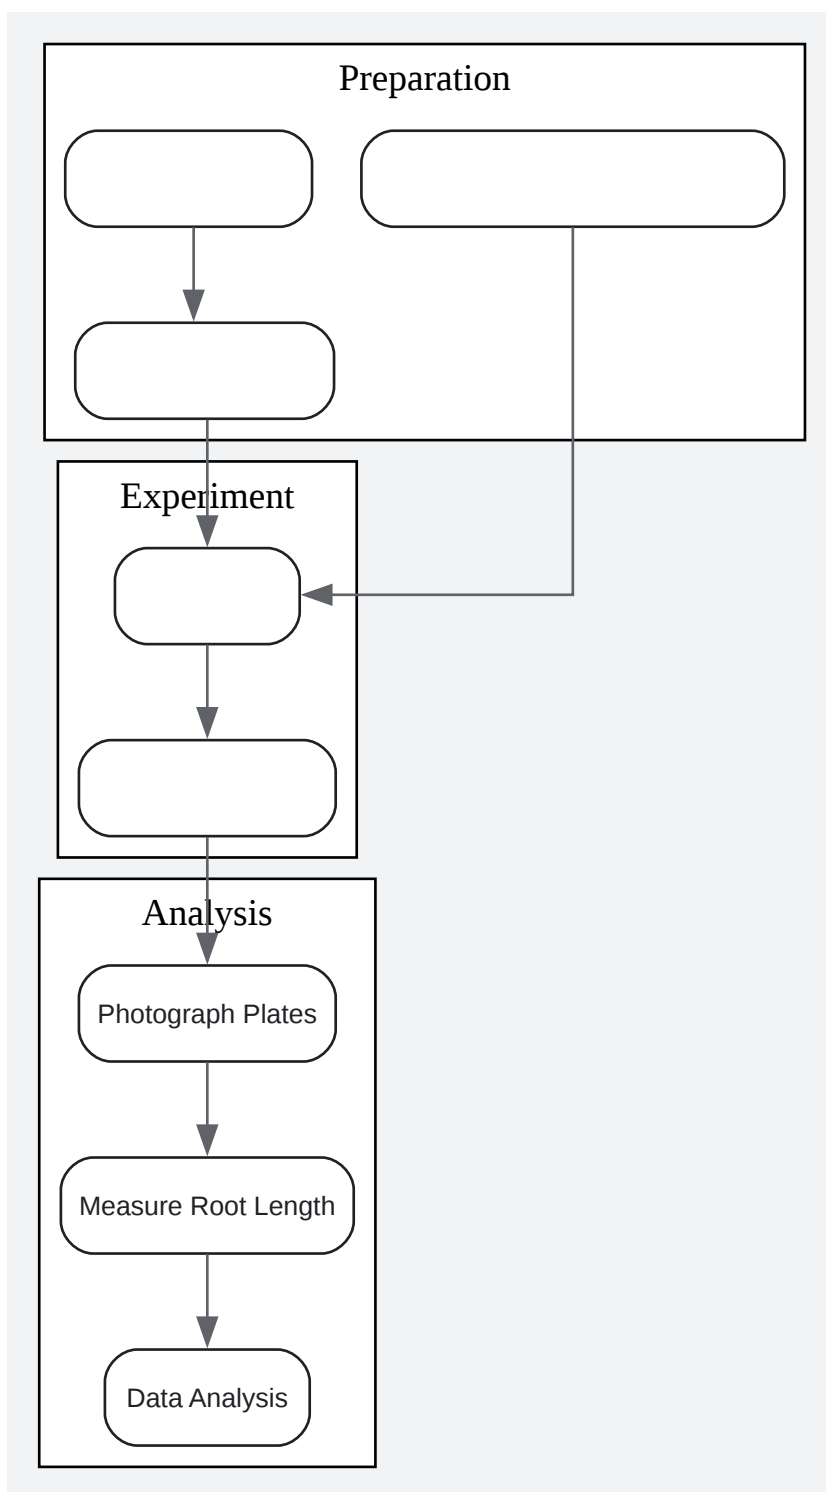 Preparation
Experiment
Analysis
Photograph Plates
Measure Root Length
Data Analysis